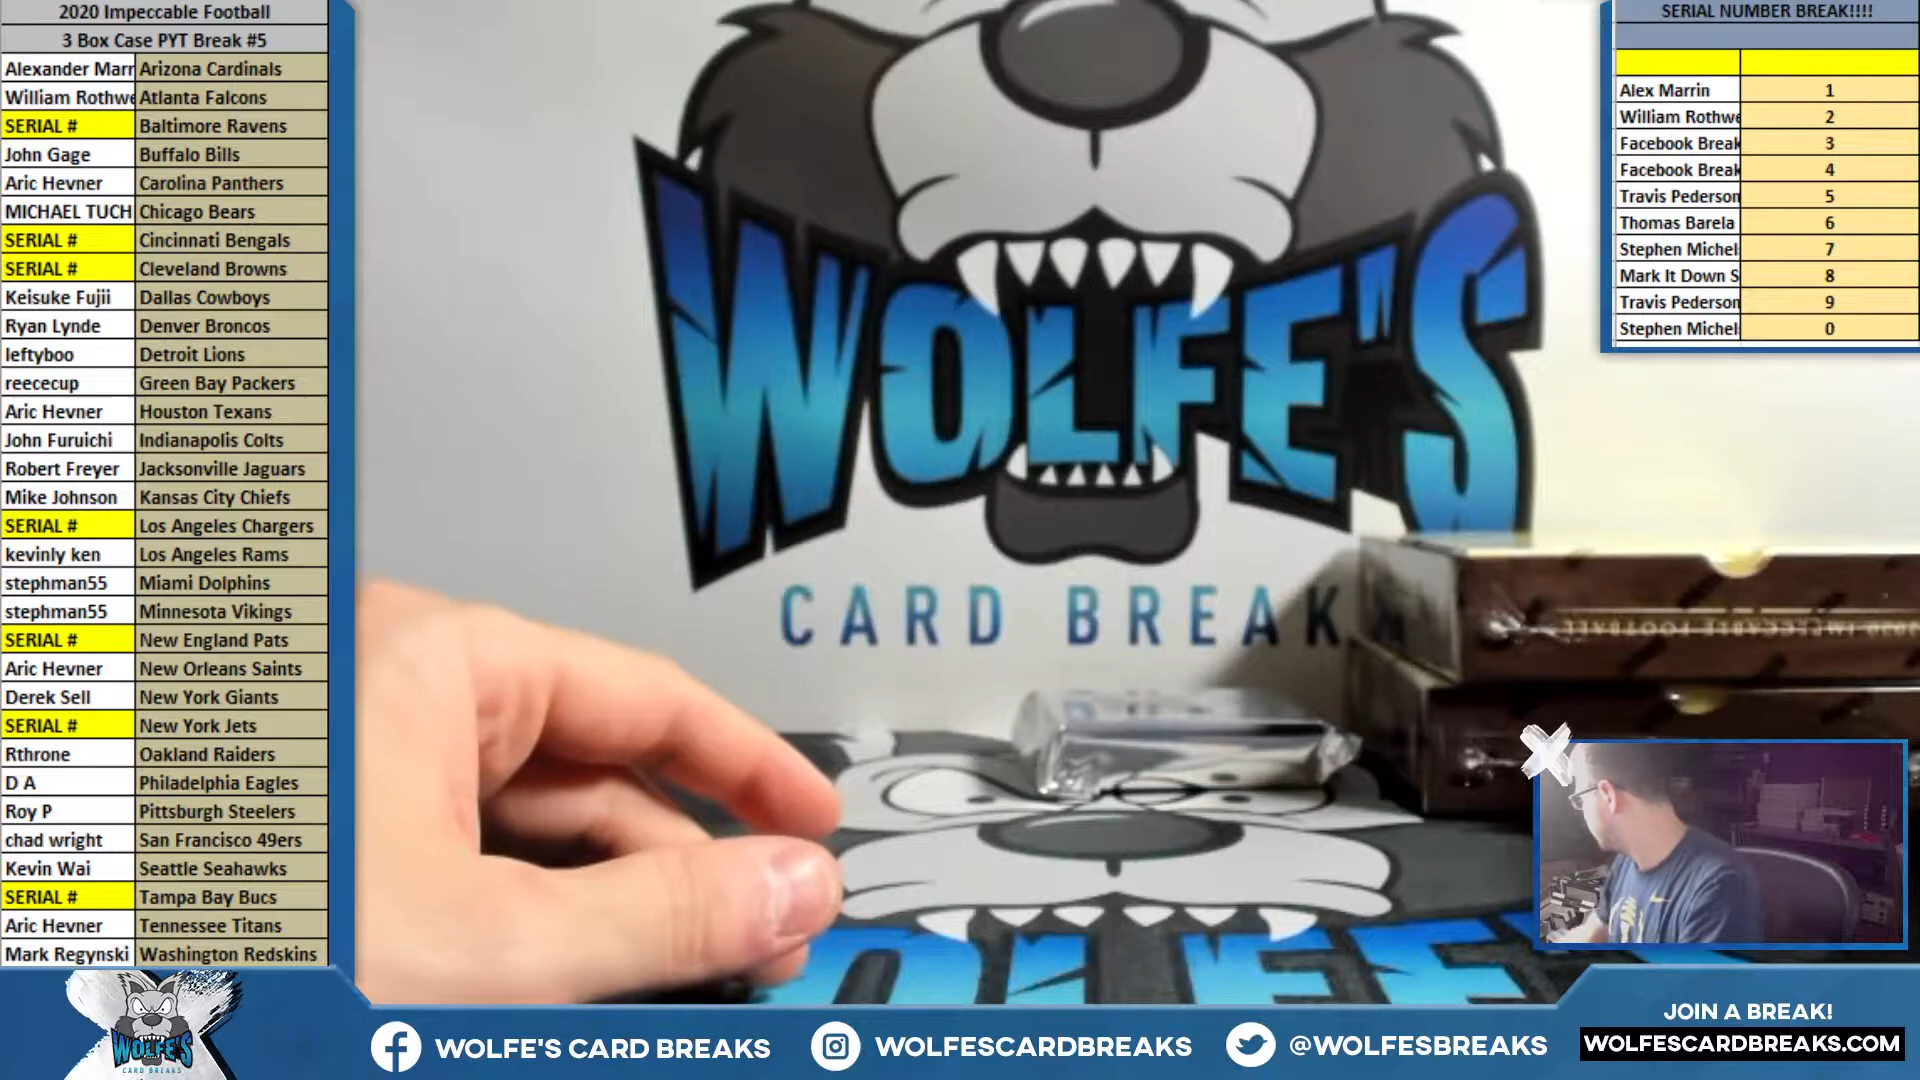 2020 Impeccable Football
3 Box Case PYT Break #5
Alexander Marr Arizona Cardinals
William Rothwe Atlanta Falcons
SERIAL # Baltimore Ravens
John Gage Buffalo Bills
Aric Hevner Carolina Panthers
MICHAEL TUCH Chicago Bears
SERIAL # Cincinnati Bengals
SERIAL # Cleveland Browns
Keisuke Fujii Dallas Cowboys
Ryan Lynde Denver Broncos
leftyboo Detroit Lions
reececup Green Bay Packers
Aric Hevner Houston Texans
John Furuichi Indianapolis Colts
Robert Freyer Jacksonville Jaguars
Mike Johnson Kansas City Chiefs
SERIAL # Los Angeles Chargers
kevinly ken Los Angeles Rams
stephman55 Miami Dolphins
stephman55 Minnesota Vikings
SERIAL # New England Pats
Aric Hevner New Orleans Saints
Derek Sell New York Giants
SERIAL # New York Jets
Rthrone Oakland Raiders
D A Philadelphia Eagles
Roy P Pittsburgh Steelers
chad wright San Francisco 49ers
Kevin Wai Seattle Seahawks
SERIAL # Tampa Bay Bucs
Aric Hevner Tennessee Titans
Mark Regynski Washington Redskins
SERIAL NUMBER BREAK!!!!
Alex Marrin 1
William Rothwe 2
Facebook Break 3
Facebook Break 4
Travis Pederson 5
Thomas Barela 6
Stephen Michel 7
Mark It Down S 8
Travis Pederson 9
Stephen Michel 0
WOLFE'S
CARD BREAK
2020 IMPECCABLE FOOTBALL
WOLFE'S
CARD BREAKS
WOLFE'S CARD BREAKS
WOLFESCARDBREAKS
@WOLFESBREAKS
JOIN A BREAK!
WOLFESCARDBREAKS.COM